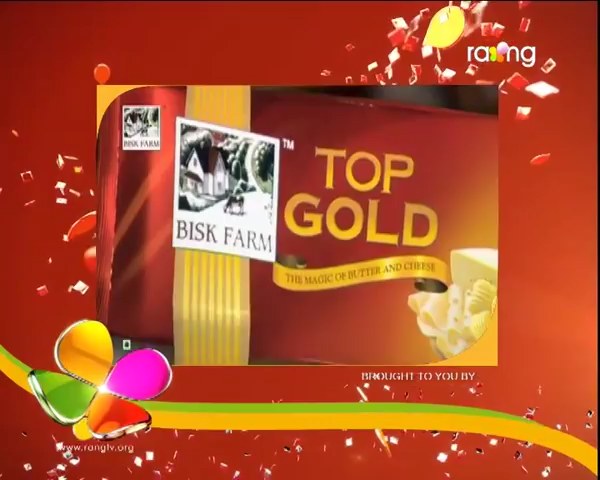 rang
BISK FARM
BISK FARM
™
TOP
GOLD
THE MAGIC OF BUTTER AND CHEESE
BROUGHT TO YOU BY
www.rangtv.org